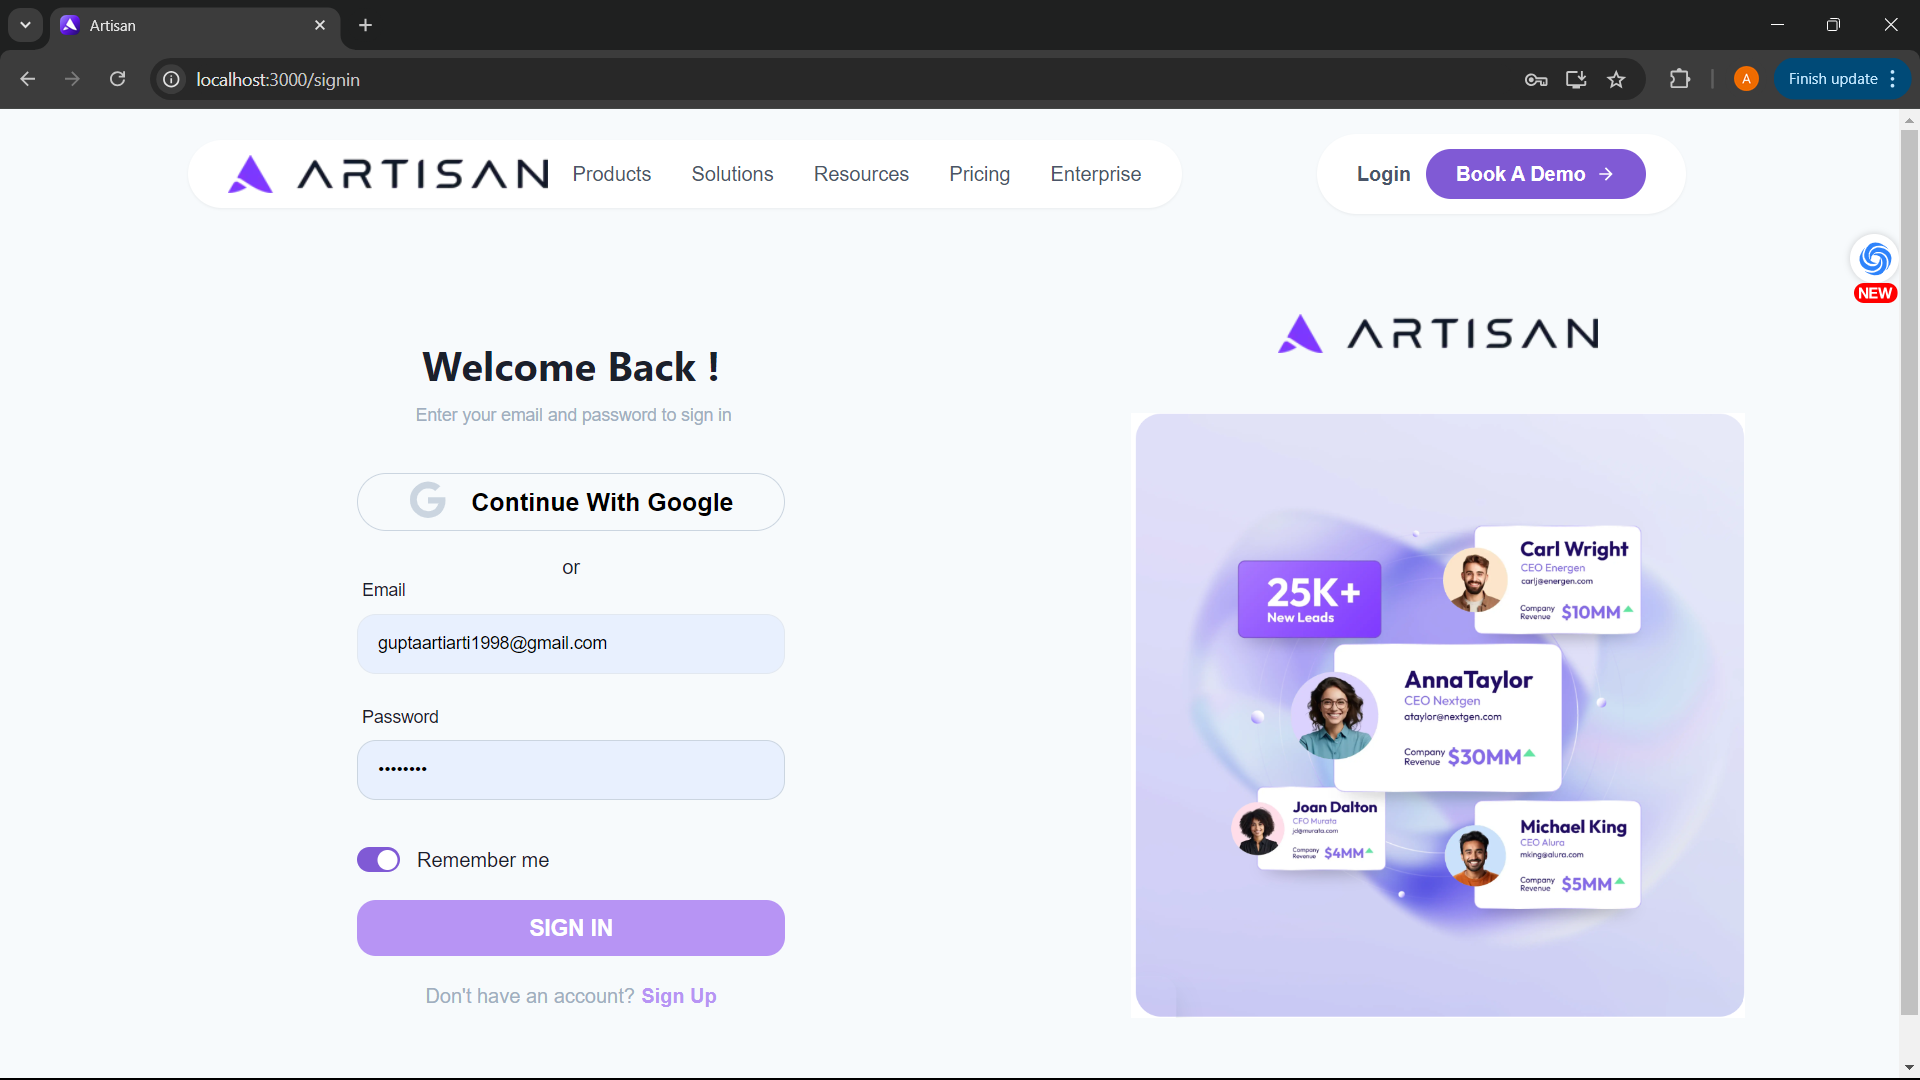 Artisan
localhost:3000/signin
A
Finish update
ARTISAN
Products
Solutions
Resources
Pricing
Enterprise
Login
Book A Demo →
NEW
Welcome Back !
Enter your email and password to sign in
G Continue With Google
or
Email
guptaartiarti1998@gmail.com
Password
••••••••
Remember me
SIGN IN
Don't have an account? Sign Up
ARTISAN
25K+
New Leads
Carl Wright
CEO Energen
carlj@energen.com
Company
Revenue
$10MM
AnnaTaylor
CEO Nextgen
ataylor@nextgen.com
Company
Revenue
$30MM
Joan Dalton
CFO Murata
jd@murata.com
Company
Revenue
$4MM
Michael King
CEO Alura
mking@alura.com
Company
Revenue
$5MM